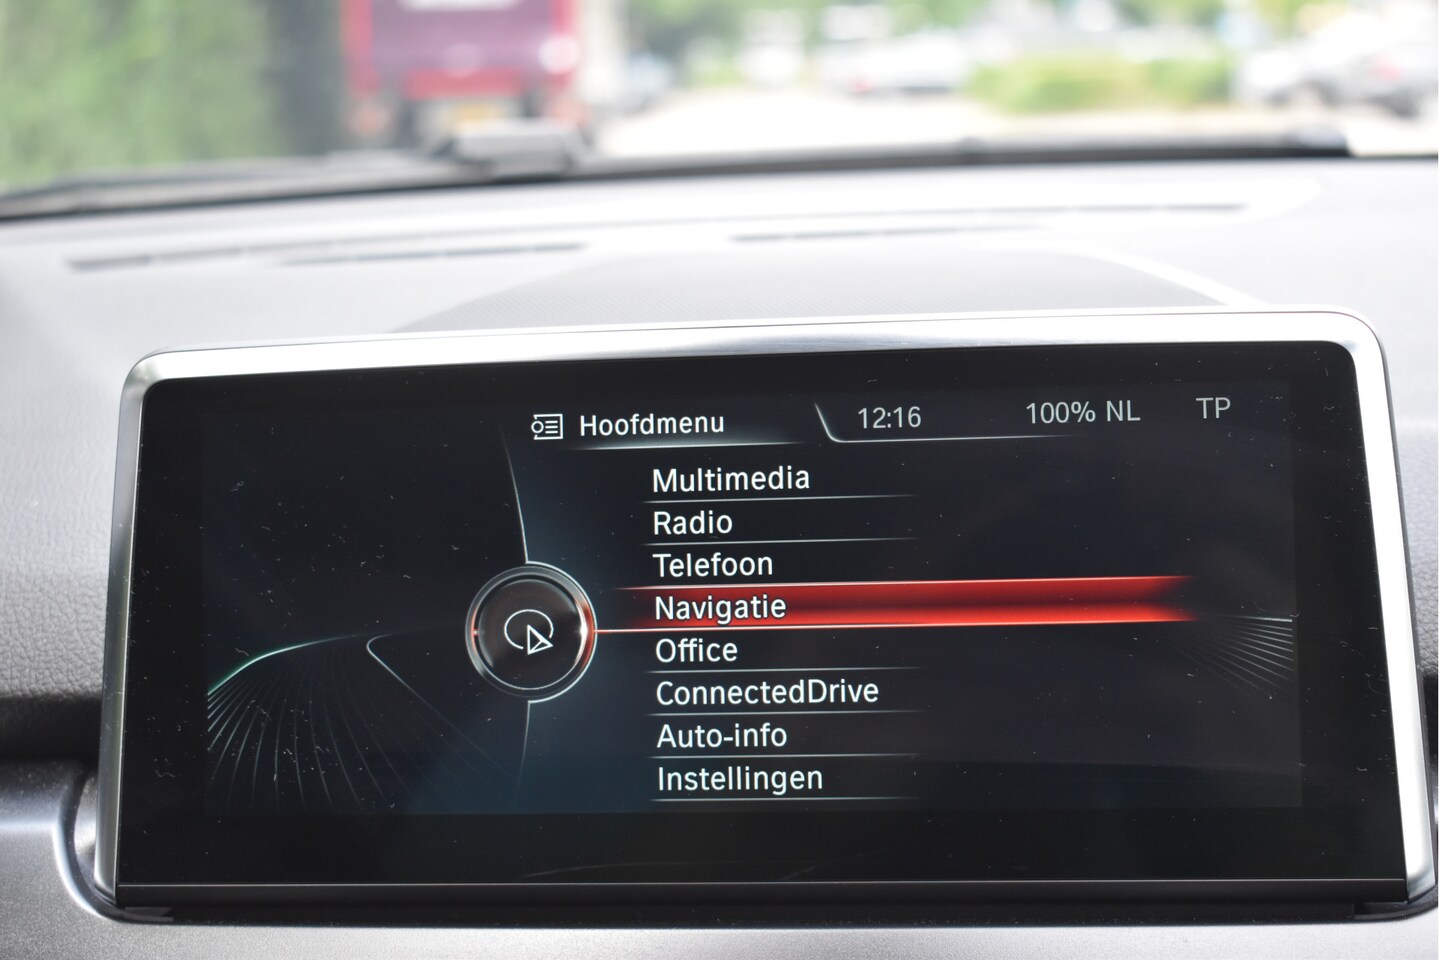 Hoofdmenu 12:16 100% NL TP
Multimedia
Radio
Telefoon
Navigatie
Office
ConnectedDrive
Auto-info
Instellingen